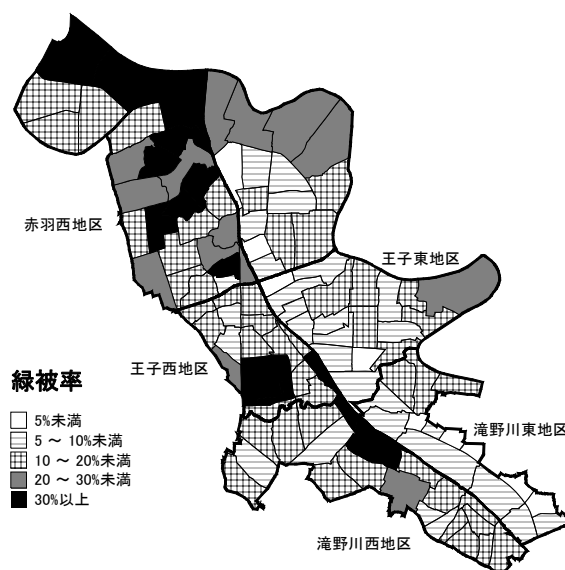 赤羽西地区
王子東地区
王子西地区
緑被率
5%未満
5 ～ 10%未満
10 ～ 20%未満
20 ～ 30%未満
30%以上
滝野川東地区
滝野川西地区